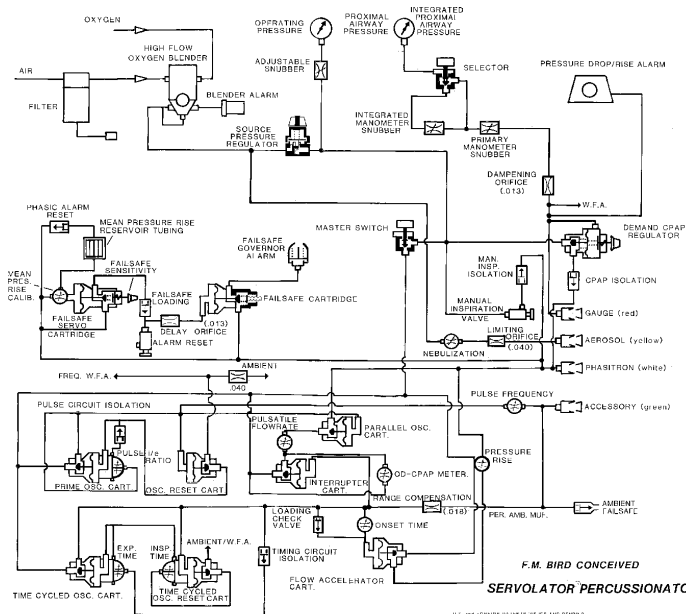 OXYGEN
AIR
HIGH FLOW
OXYGEN BLENDER
FILTER
BLENDER ALARM
OPERATING
PRESSURE
PROXIMAL
AIRWAY
PRESSURE
INTEGRATED
PROXIMAL
AIRWAY
PRESSURE
ADJUSTABLE
SNUBBER
SELECTOR
PRESSURE DROP/RISE ALARM
SOURCE
PRESSURE
REGULATOR
INTEGRATED
MANOMETER
SNUBBER
PRIMARY
MANOMETER
SNUBBER
DAMPENING
ORIFICE
(.013)
W.F.A.
PHASIC ALARM
RESET
MEAN PRESSURE RISE
RESERVOIR TUBING
FAILSAFE
GOVERNOR
ALARM
MASTER SWITCH
DEMAND CPAP
REGULATOR
PRES.
RISE
CALIB.
FAILSAFE
SENSITIVITY
FAILSAFE
LOADING
FAILSAFE CARTRIDGE
MAN.
INSP.
ISOLATION
CPAP ISOLATION
FAILSAFE
SERVO
CARTRIDGE
(.013)
DELAY ORIFICE
ALARM RESET
MANUAL
INSPIRATION
VALVE
GAUGE (red)
LIMITING
ORIFICE
(.040)
NEBULIZATION
AEROSOL (yellow)
PHASITRON (white)
FREQ. W.F.A.
AMBIENT
.040
PULSE FREQUENCY
ACCESSORY (green)
PULSE CIRCUIT ISOLATION
PULSATILE
FLOWRATE
PARALLEL OSC.
CART.
PULSE i/e
RATIO
PRIME OSC. CART.
OSC. RESET CART.
INTERRUPTER
CART.
OD-CPAP METER.
PRESSURE
RISE
RANGE COMPENSATION
(.018)
PER. AMB. MUF.
AMBIENT
FAILSAFE
LOADING
CHECK
VALVE
ONSET TIME
EXP.
TIME
INSP.
TIME
AMBIENT/W.F.A.
TIMING CIRCUIT
ISOLATION
TIME CYCLED OSC. CART.
TIME CYCLED
OSC. RESET CART.
FLOW ACCELERATOR
CART.
F.M. BIRD CONCEIVED
SERVOLATOR PERCUSSIONATO